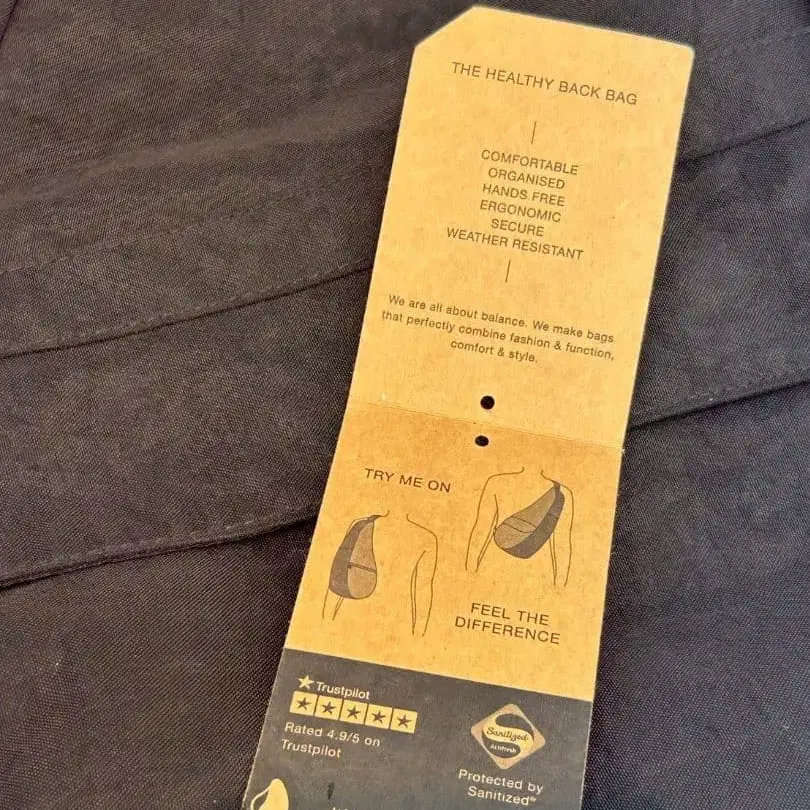 THE HEALTHY BACK BAG
COMFORTABLE
ORGANISED
HANDS FREE
ERGONOMIC
SECURE
WEATHER RESISTANT
We are all about balance. We make bags
that perfectly combine fashion & function,
comfort & style.
TRY ME ON
FEEL THE
DIFFERENCE
Trustpilot
Rated 4.9/5 on
Trustpilot
Sanitized
Actifresh
Protected by
Sanitized®